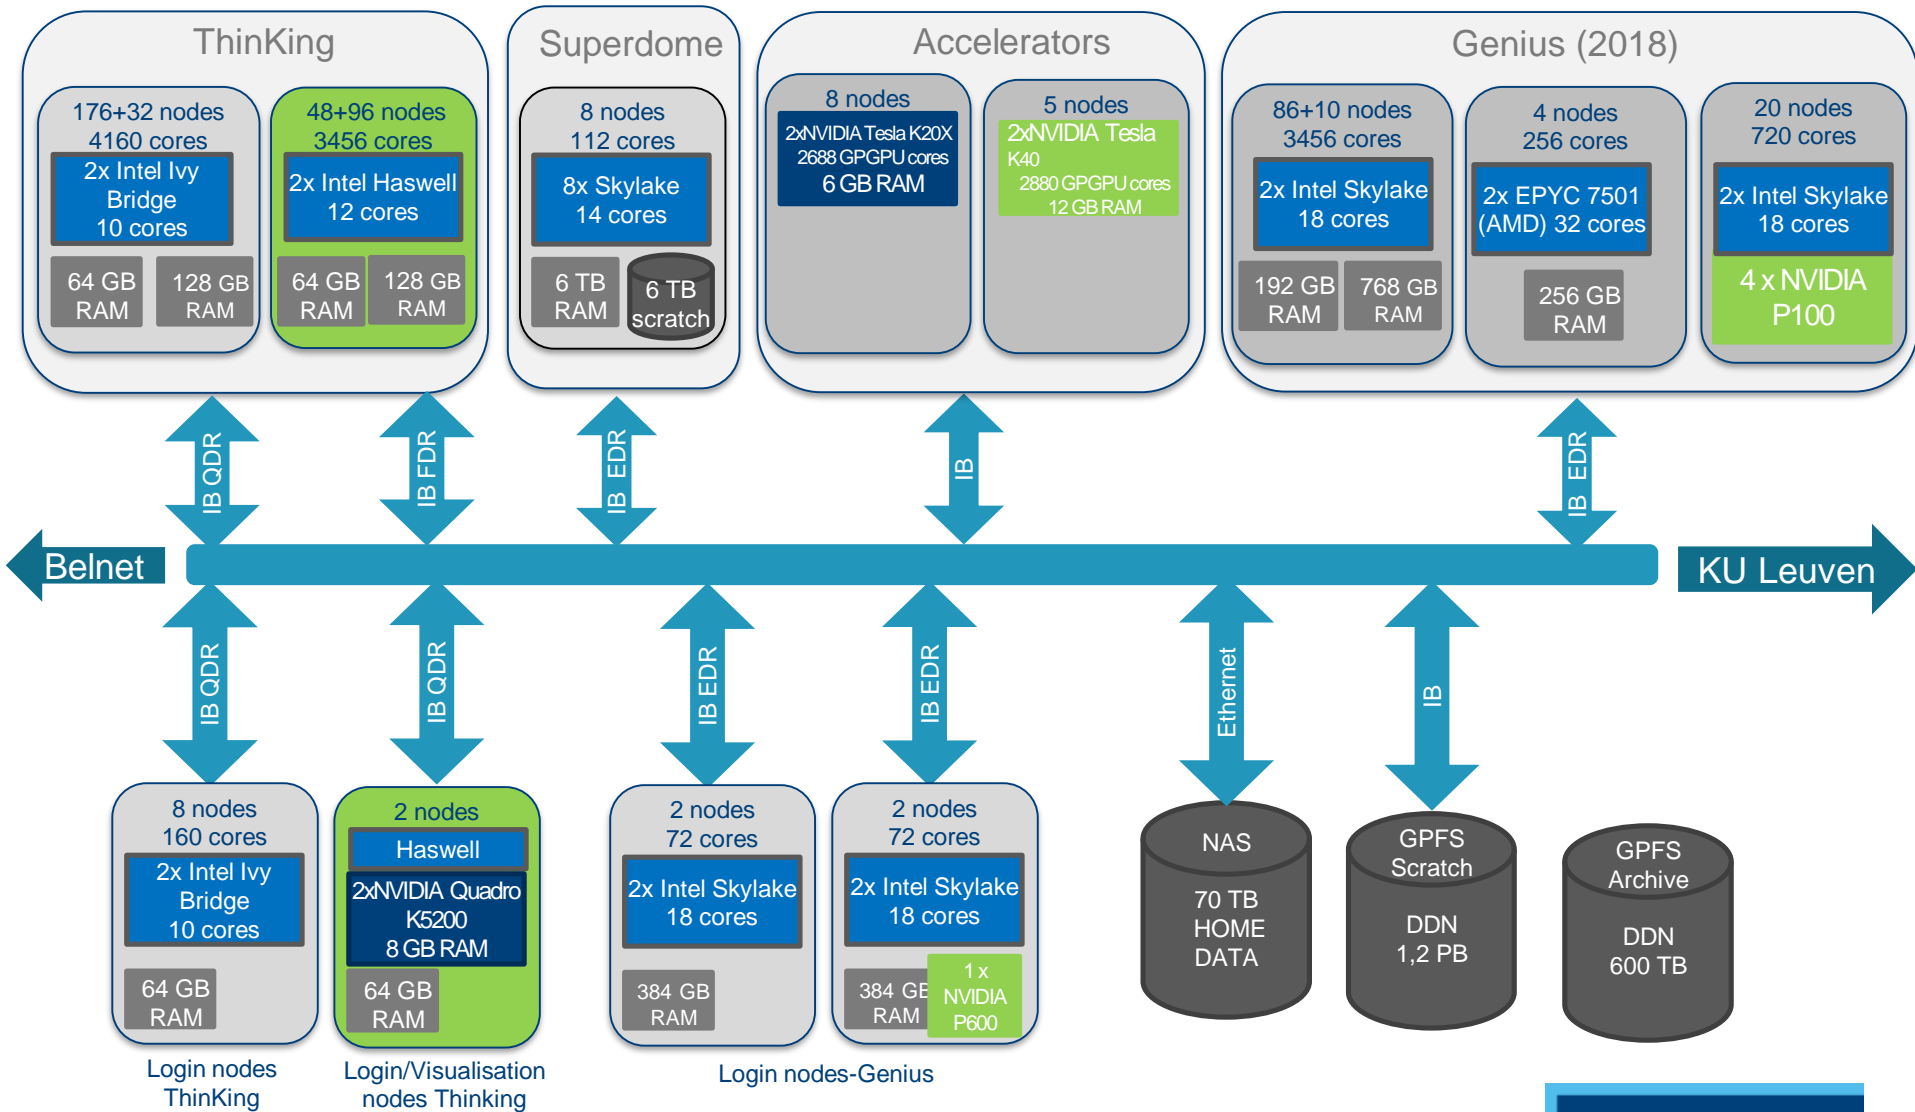 ThinKing
176+32 nodes
4160 cores
2x Intel Ivy
Bridge
10 cores
64 GB
RAM
128 GB
RAM
48+96 nodes
3456 cores
2x Intel Haswell
12 cores
64 GB
RAM
128 GB
RAM
Superdome
8 nodes
112 cores
8x Skylake
14 cores
6 TB
RAM
6 TB
scratch
Accelerators
8 nodes
2xNVIDIA Tesla K20X
2688 GPGPU cores
6 GB RAM
5 nodes
2xNVIDIA Tesla
K40
2880 GPGPU cores
12 GB RAM
Genius (2018)
86+10 nodes
3456 cores
2x Intel Skylake
18 cores
192 GB
RAM
768 GB
RAM
4 nodes
256 cores
2x EPYC 7501
(AMD) 32 cores
256 GB
RAM
20 nodes
720 cores
2x Intel Skylake
18 cores
4 x NVIDIA
P100
IB QDR
IB FDR
IB EDR
IB
IB EDR
Belnet
KU Leuven
IB QDR
IB QDR
IB EDR
IB EDR
Ethernet
IB
8 nodes
160 cores
2x Intel Ivy
Bridge
10 cores
64 GB
RAM
Login nodes
ThinKing
2 nodes
Haswell
2xNVIDIA Quadro
K5200
8 GB RAM
64 GB
RAM
Login/Visualisation
nodes Thinking
2 nodes
72 cores
2x Intel Skylake
18 cores
384 GB
RAM
2 nodes
72 cores
2x Intel Skylake
18 cores
384 GB
RAM
1 x
NVIDIA
P600
Login nodes-Genius
NAS
70 TB
HOME
DATA
GPFS
Scratch
DDN
1,2 PB
GPFS
Archive
DDN
600 TB